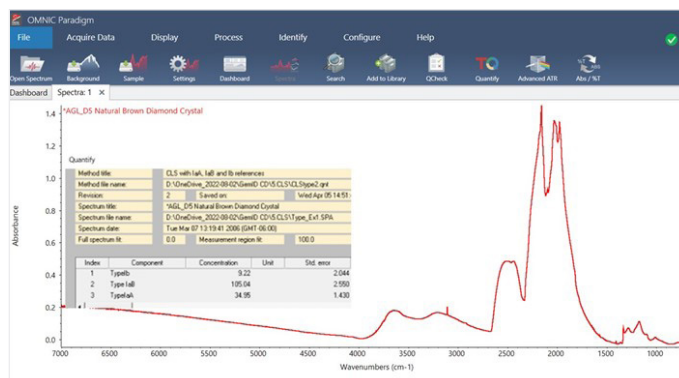 OMNIC Paradigm
File Acquire Data Display Process Identify Configure Help
Open Spectrum Background Sample Settings Dashboard Spectra Search Add to Library QCheck Quantify Advanced ATR Abs / %T
Dashboard Spectra: 1 ×
*AGL_D5 Natural Brown Diamond Crystal
Quantify
Method title: CLS with IaA, IaB and Ib references
Method file name: D:\OneDrive_2022-08-02\GemID CD\5.CLS\CLStype2.qnt
Revision: 2 Saved on: Wed Apr 05 14:51:
Spectrum title: *AGL_D5 Natural Brown Diamond Crystal
Spectrum file name: D:\OneDrive_2022-08-02\GemID CD\5.CLS\Type_Ex1.SPA
Spectrum date: Tue Mar 07 13:19:41 2006 (GMT-06:00)
Full spectrum fit: 0.0 Measurement region fit: 100.0
Index Component Concentration Unit Std. error
1 TypeIb 9.22 2.044
2 Type IaB 105.04 2.550
3 TypeIaA 34.95 1.430
Absorbance
1.4
1.2
1.0
0.8
0.6
0.4
0.2
0.0
7000 6500 6000 5500 5000 4500 4000 3500 3000 2500 2000 1500 1000
Wavenumbers (cm-1)